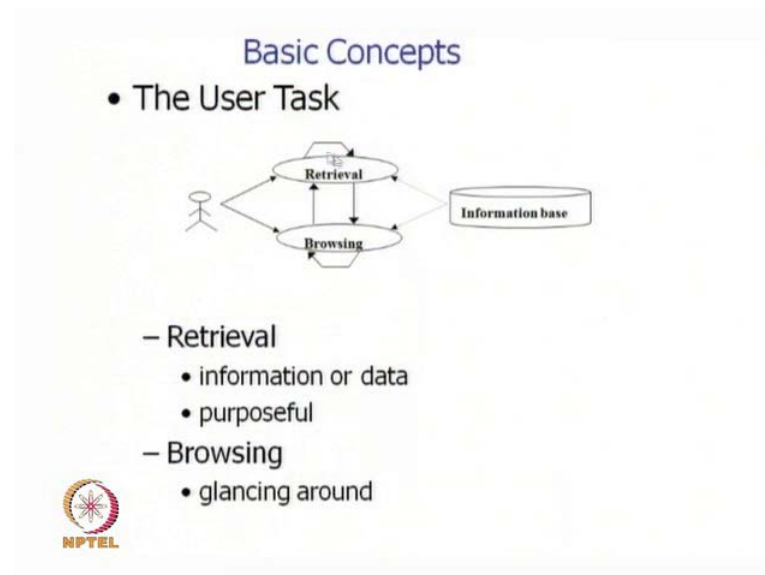 Basic Concepts
• The User Task
Retrieval
Information base
Browsing
– Retrieval
• information or data
• purposeful
– Browsing
• glancing around
NPTEL